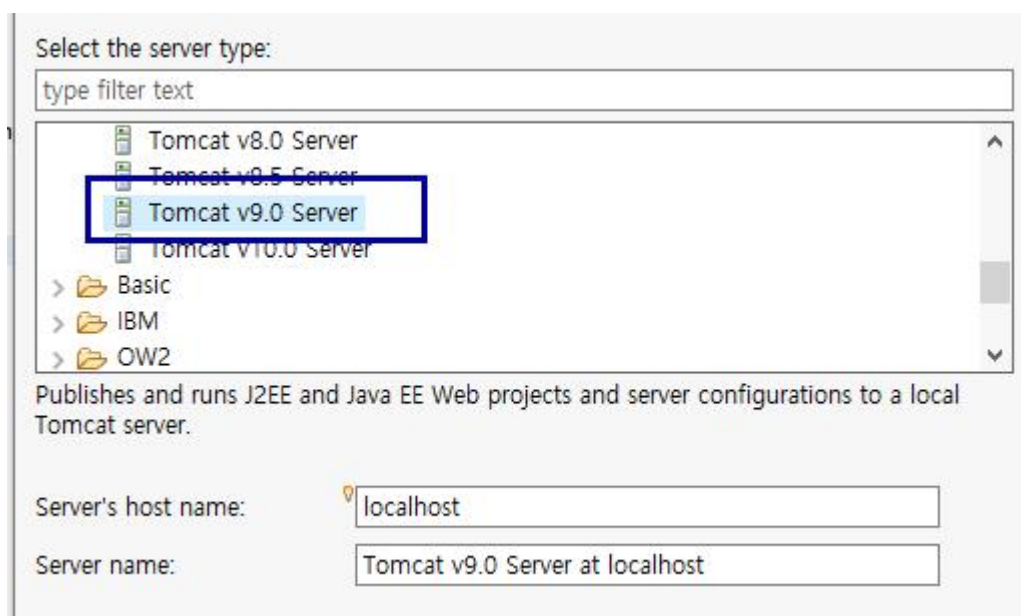 Select the server type:
type filter text
Tomcat v8.0 Server
Tomcat v8.5 Server
Tomcat v9.0 Server
Tomcat v10.0 Server
Basic
IBM
OW2
Publishes and runs J2EE and Java EE Web projects and server configurations to a local
Tomcat server.
Server's host name:
localhost
Server name:
Tomcat v9.0 Server at localhost